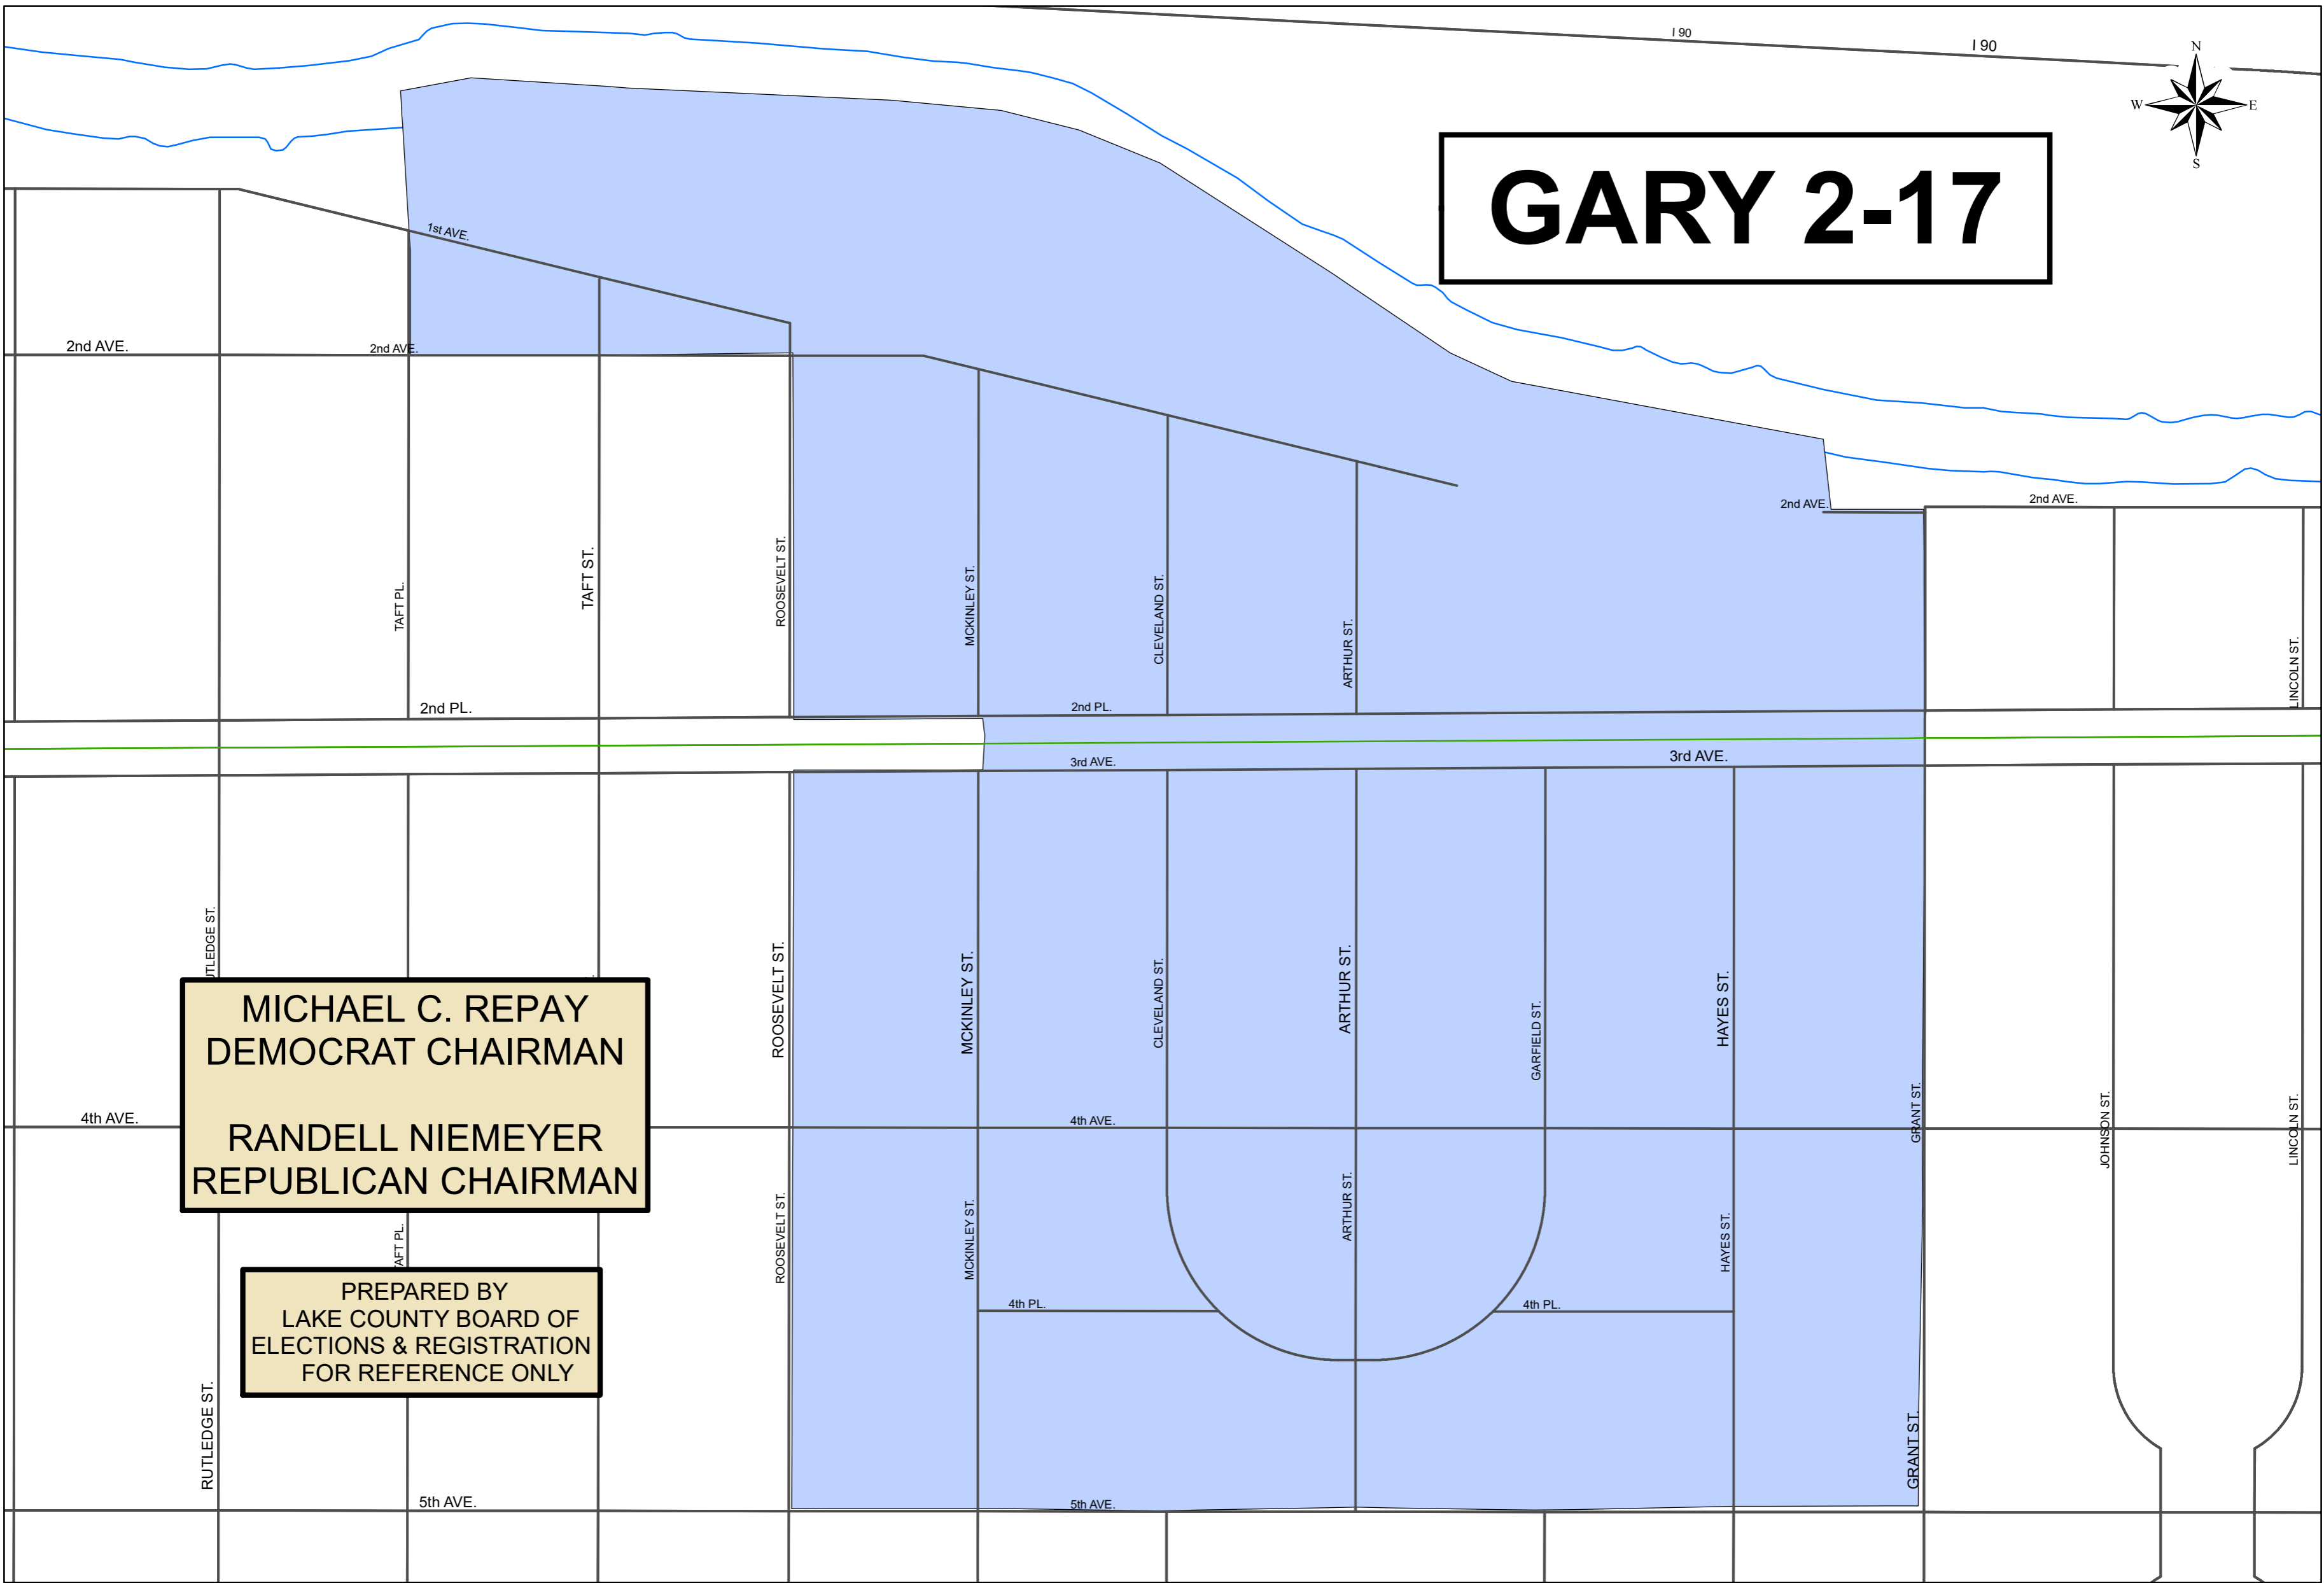 I 90
I 90
N
W
E
S
GARY 2-17
1st AVE.
2nd AVE.
2nd AVE.
2nd AVE.
2nd AVE.
TAFT PL.
TAFT ST.
ROOSEVELT ST.
MCKINLEY ST.
CLEVELAND ST.
ARTHUR ST.
LINCOLN ST.
2nd PL.
2nd PL.
3rd AVE.
3rd AVE.
UTLEDGE ST.
ROOSEVELT ST.
MCKINLEY ST.
CLEVELAND ST.
ARTHUR ST.
GARFIELD ST.
HAYES ST.
GRANT ST.
JOHNSON ST.
LINCOLN ST.
MICHAEL C. REPAY
DEMOCRAT CHAIRMAN
RANDELL NIEMEYER
REPUBLICAN CHAIRMAN
4th AVE.
4th AVE.
AFT PL.
ROOSEVELT ST.
MCKINLEY ST.
ARTHUR ST.
HAYES ST.
PREPARED BY
LAKE COUNTY BOARD OF
ELECTIONS & REGISTRATION
FOR REFERENCE ONLY
4th PL.
4th PL.
RUTLEDGE ST.
GRANT ST.
5th AVE.
5th AVE.